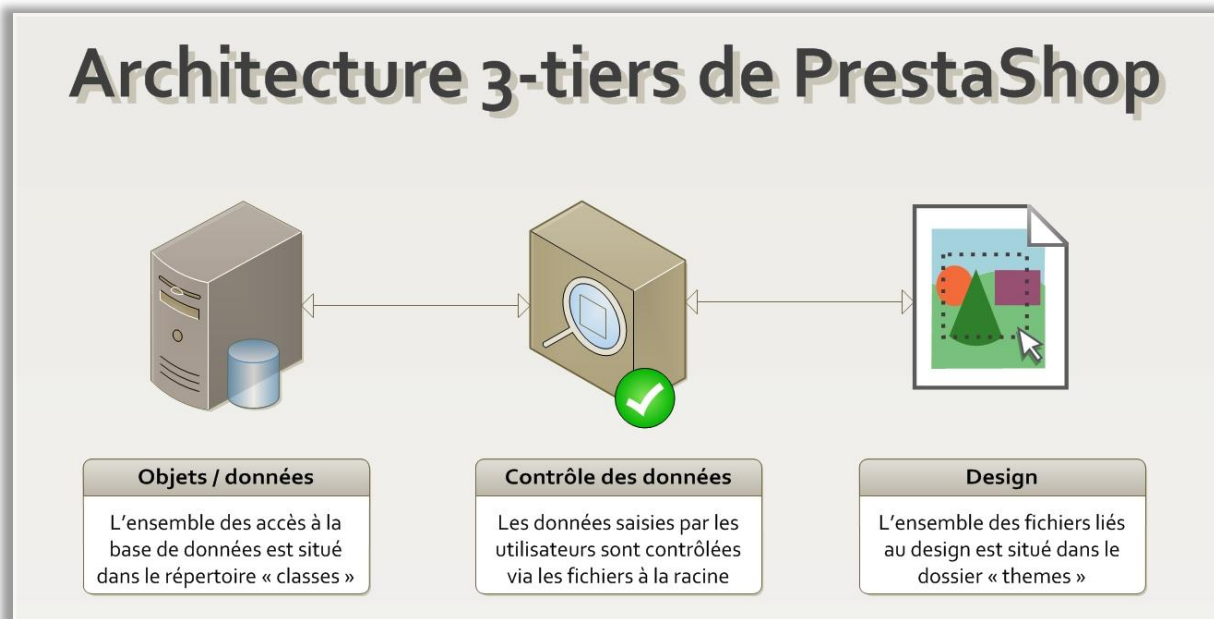 Architecture 3-tiers de PrestaShop
Objets / données
L'ensemble des accès à la
base de données est situé
dans le répertoire « classes »
Contrôle des données
Les données saisies par les
utilisateurs sont contrôlées
via les fichiers à la racine
Design
L'ensemble des fichiers liés
au design est situé dans le
dossier « themes »